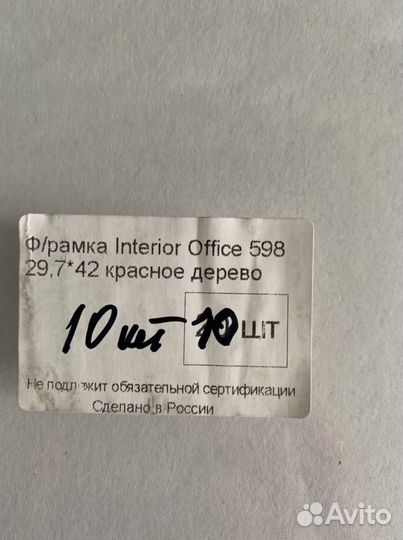 Ф/рамка Interior Office 598
29,7*42 красное дерево
10 шт 10 ШТ
Не подлежит обязательной сертификации
Сделано в России
Avito